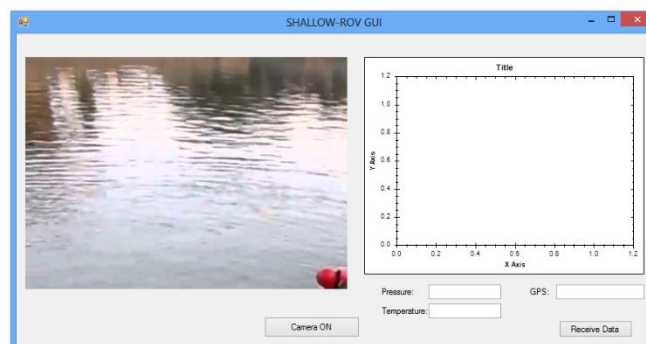 SHALLOW-ROV GUI
Title
1.2
1.0
0.8
0.6
0.4
0.2
0.0
Y Axis
0.0 0.2 0.4 0.6 0.8 1.0 1.2
X Axis
Pressure: GPS:
Temperature:
Camera ON Receive Data